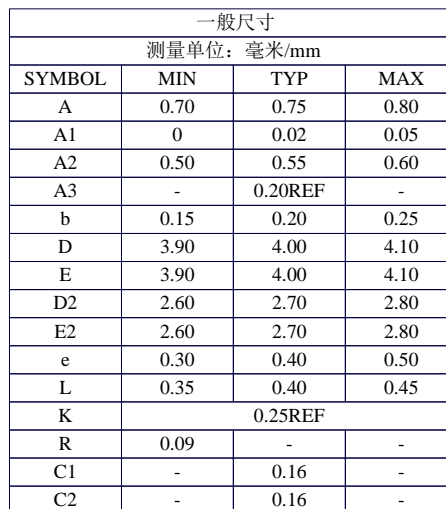 一般尺寸
测量单位：毫米/mm
SYMBOL MIN TYP MAX
A 0.70 0.75 0.80
A1 0 0.02 0.05
A2 0.50 0.55 0.60
A3 - 0.20REF -
b 0.15 0.20 0.25
D 3.90 4.00 4.10
E 3.90 4.00 4.10
D2 2.60 2.70 2.80
E2 2.60 2.70 2.80
e 0.30 0.40 0.50
L 0.35 0.40 0.45
K 0.25REF
R 0.09 - -
C1 - 0.16 -
C2 - 0.16 -